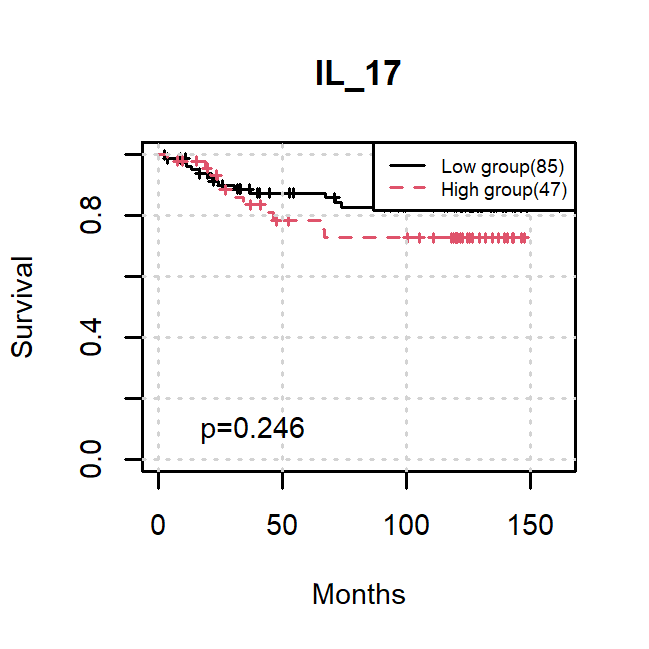 IL_17
Low group(85)
High group(47)
Survival
0.8
0.4
0.0
p=0.246
0 50 100 150
Months